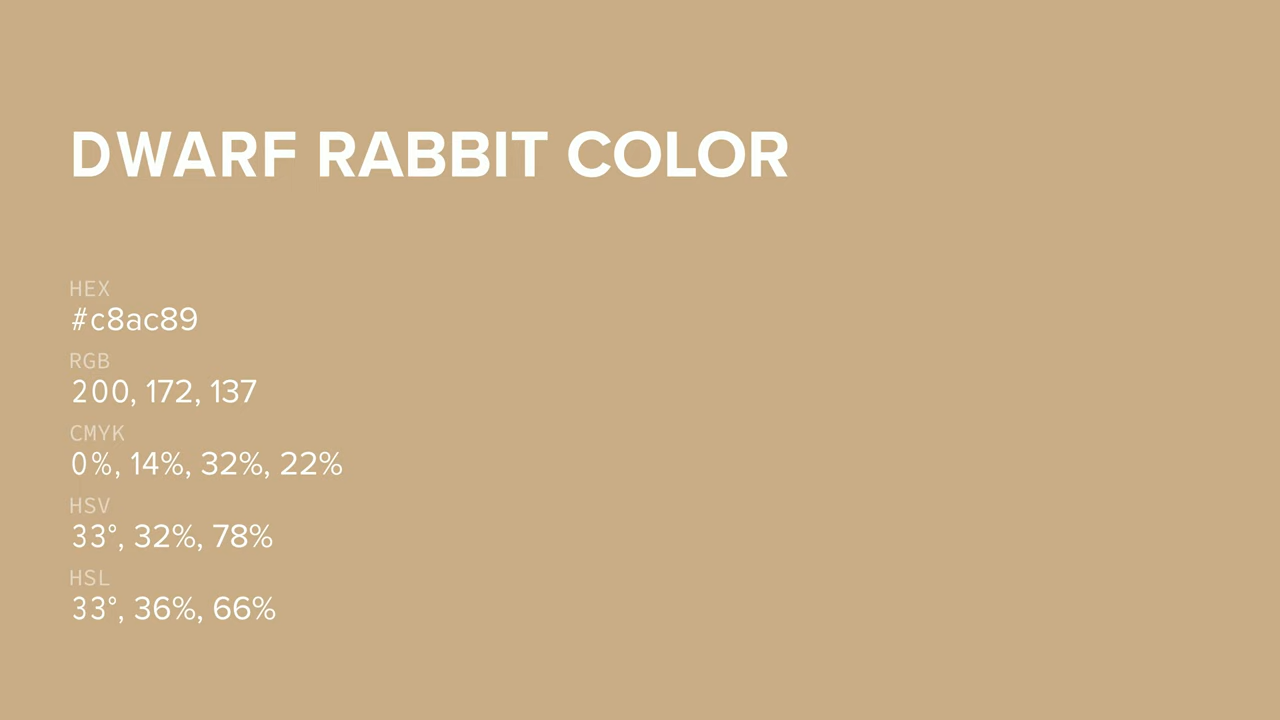 DWARF RABBIT COLOR
HEX
#c8ac89
RGB
200, 172, 137
CMYK
0%, 14%, 32%, 22%
HSV
33°, 32%, 78%
HSL
33°, 36%, 66%